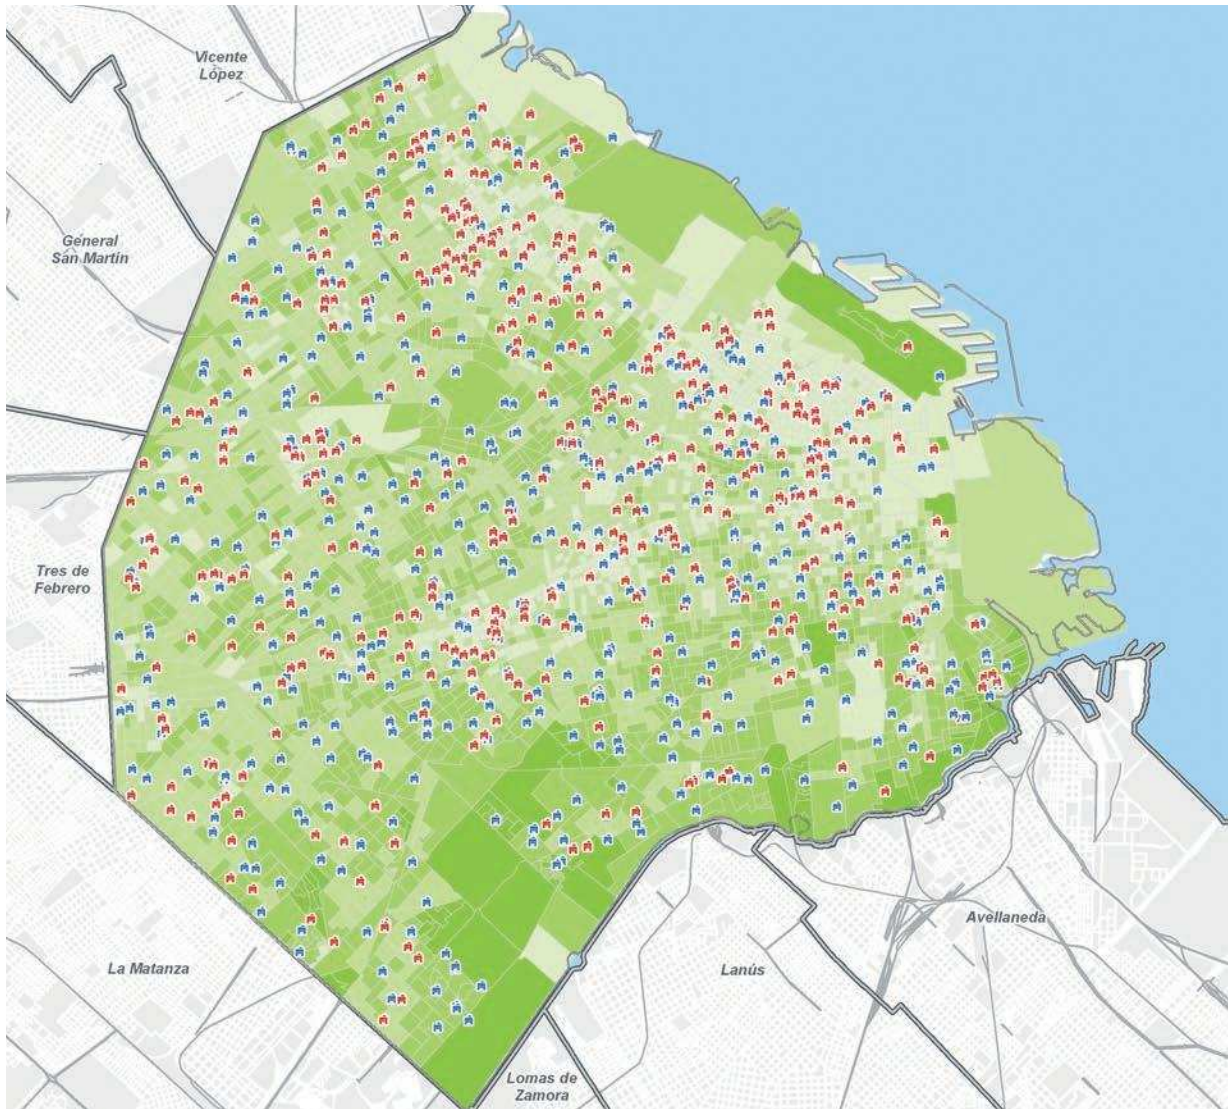 Vicente
López
General
San Martín
Tres de
Febrero
La Matanza
Lanús
Avellaneda
Lomas de
Zamora